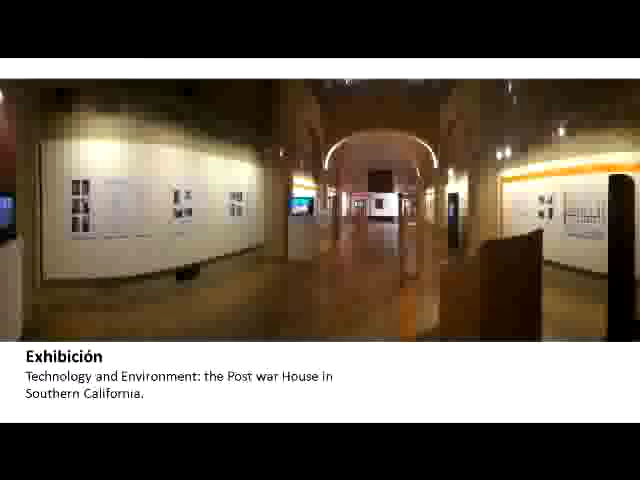 Exhibición
Technology and Environment: the Post war House in
Southern California.